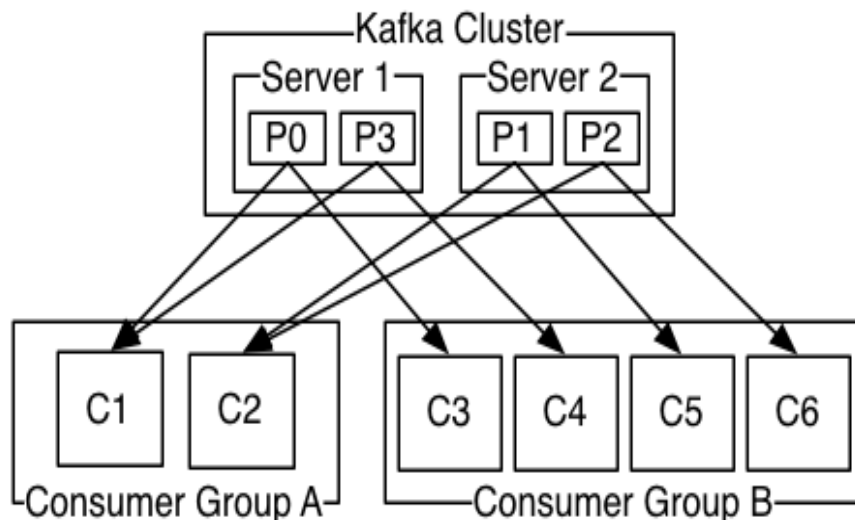 Kafka Cluster
Server 1 Server 2
P0 P3 P1 P2
C1 C2 C3 C4 C5 C6
Consumer Group A Consumer Group B